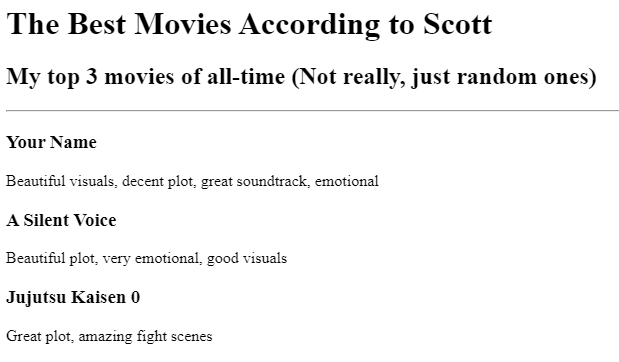 The Best Movies According to Scott
My top 3 movies of all-time (Not really, just random ones)
Your Name
Beautiful visuals, decent plot, great soundtrack, emotional
A Silent Voice
Beautiful plot, very emotional, good visuals
Jujutsu Kaisen 0
Great plot, amazing fight scenes